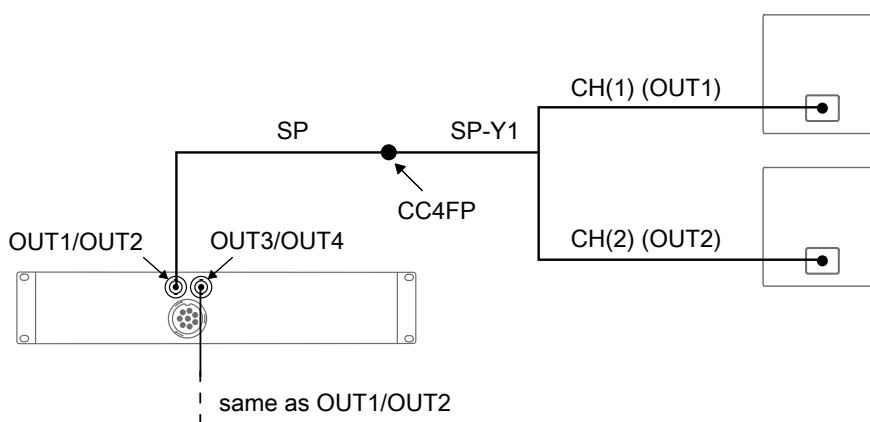 CH(1) (OUT1)
SP
SP-Y1
CC4FP
OUT1/OUT2
OUT3/OUT4
CH(2) (OUT2)
same as OUT1/OUT2